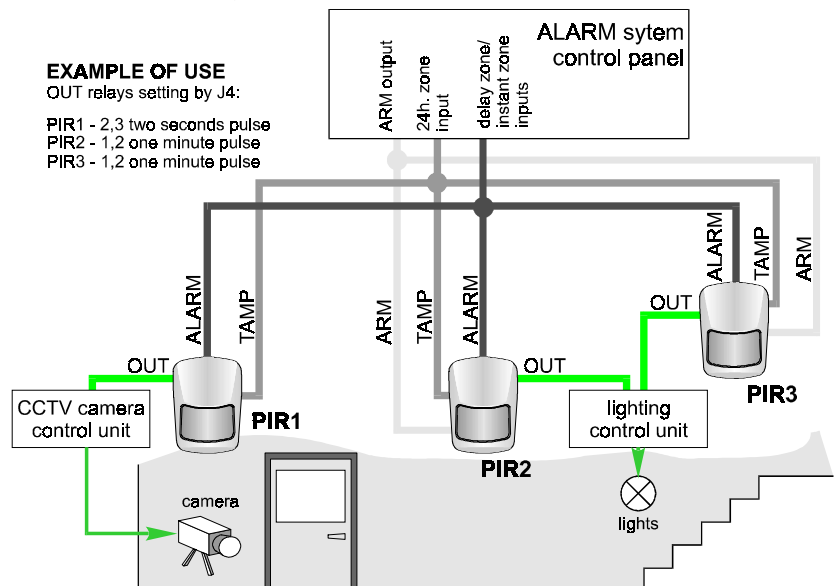 ALARM sytem
control panel
EXAMPLE OF USE
OUT relays setting by J4:
PIR1 - 2,3 two seconds pulse
PIR2 - 1,2 one minute pulse
PIR3 - 1,2 one minute pulse
ARM output
24h. zone
input
delay zone/
instant zone
inputs
ALARM
TAMP
ARM
TAMP
ALARM
ALARM
TAMP
ARM
OUT
OUT
OUT
CCTV camera
control unit
PIR1
PIR2
lighting
control unit
PIR3
camera
lights